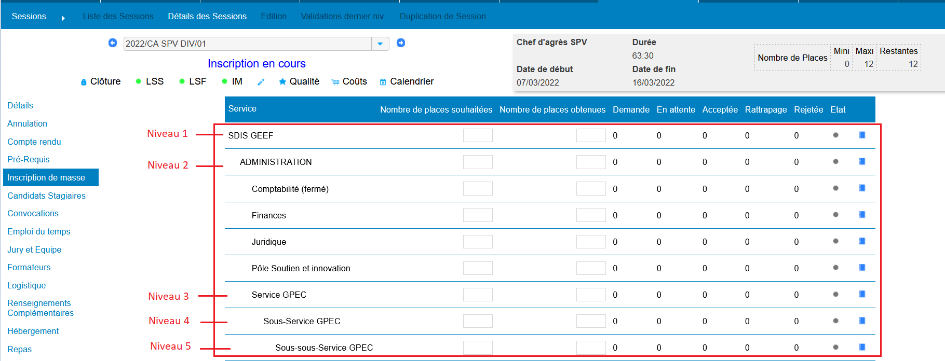 Sessions Liste des Sessions Détails des Sessions Edition Validations dernier niv Duplication de Session
2022/CA SPV DIV/01
Inscription en cours
Clôture LSS LSF IM Qualité Coûts Calendrier
Chef d'agrès SPV Durée
63:30
Date de début Date de fin
07/03/2022 16/03/2022
Nombre de Places Mini Maxi Restantes
0 12 12
Détails
Annulation
Compte rendu
Pré-Requis
Inscription de masse
Candidats Stagiaires
Convocations
Emploi du temps
Jury et Equipe
Formateurs
Logistique
Renseignements
Complémentaires
Hébergement
Repas
Service Nombre de places souhaitées Nombre de places obtenues Demande En attente Acceptée Rattrapage Rejetée Etat
Niveau 1 SDIS GEEF 0 0 0 0 0
Niveau 2 ADMINISTRATION 0 0 0 0 0
Comptabilité (fermé) 0 0 0 0 0
Finances 0 0 0 0 0
Juridique 0 0 0 0 0
Pôle Soutien et innovation 0 0 0 0 0
Niveau 3 Service GPEC 0 0 0 0 0
Niveau 4 Sous-Service GPEC 0 0 0 0 0
Niveau 5 Sous-sous-Service GPEC 0 0 0 0 0